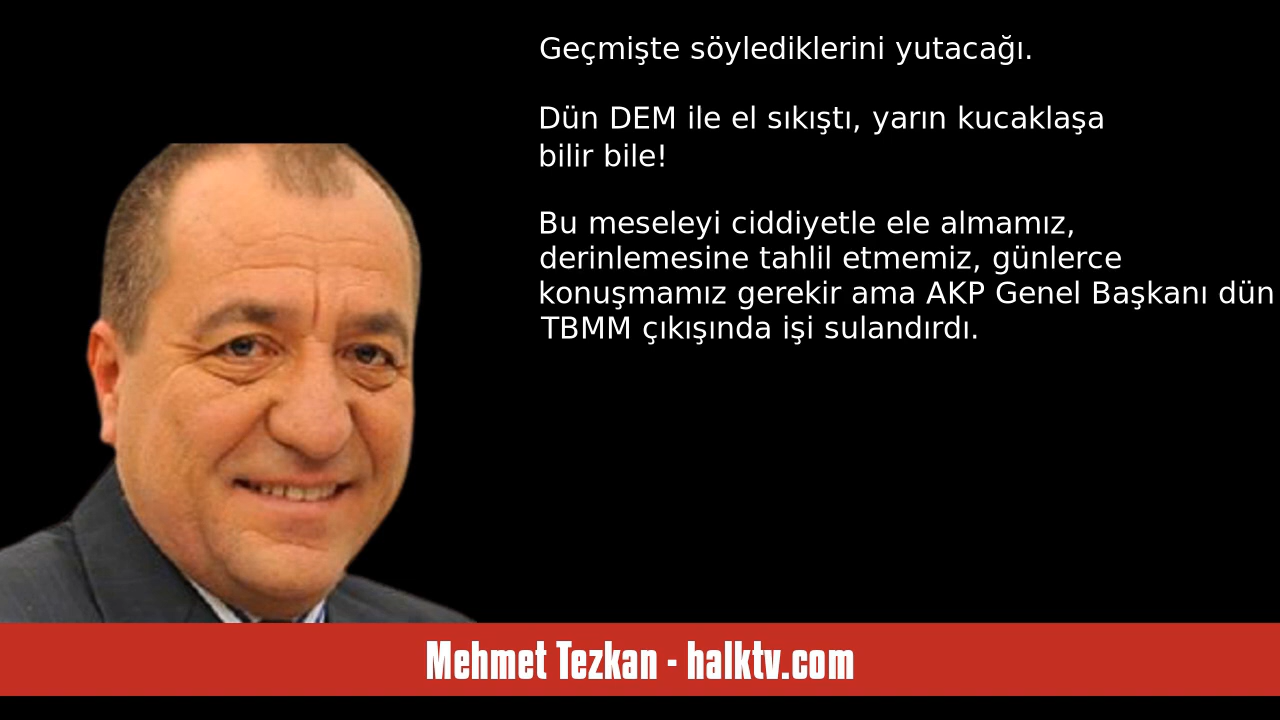 Geçmişte söylediklerini yutacağı.
Dün DEM ile el sıkıştı, yarın kucaklaşa
bilir bile!
Bu meseleyi ciddiyetle ele almamız,
derinlemesine tahlil etmemiz, günlerce
konuşmamız gerekir ama AKP Genel Başkanı dün
TBMM çıkışında işi sulandırdı.
Mehmet Tezkan - halktv.com